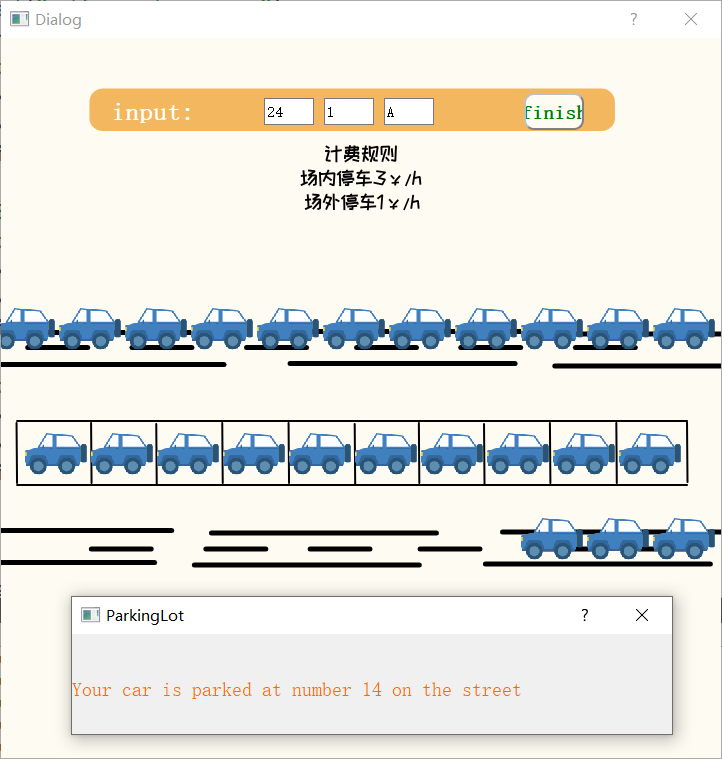 Dialog
?
input:
24
1
A
finish
计费规则
场内停车3￥/h
场外停车1￥/h
ParkingLot
?
Your car is parked at number 14 on the street